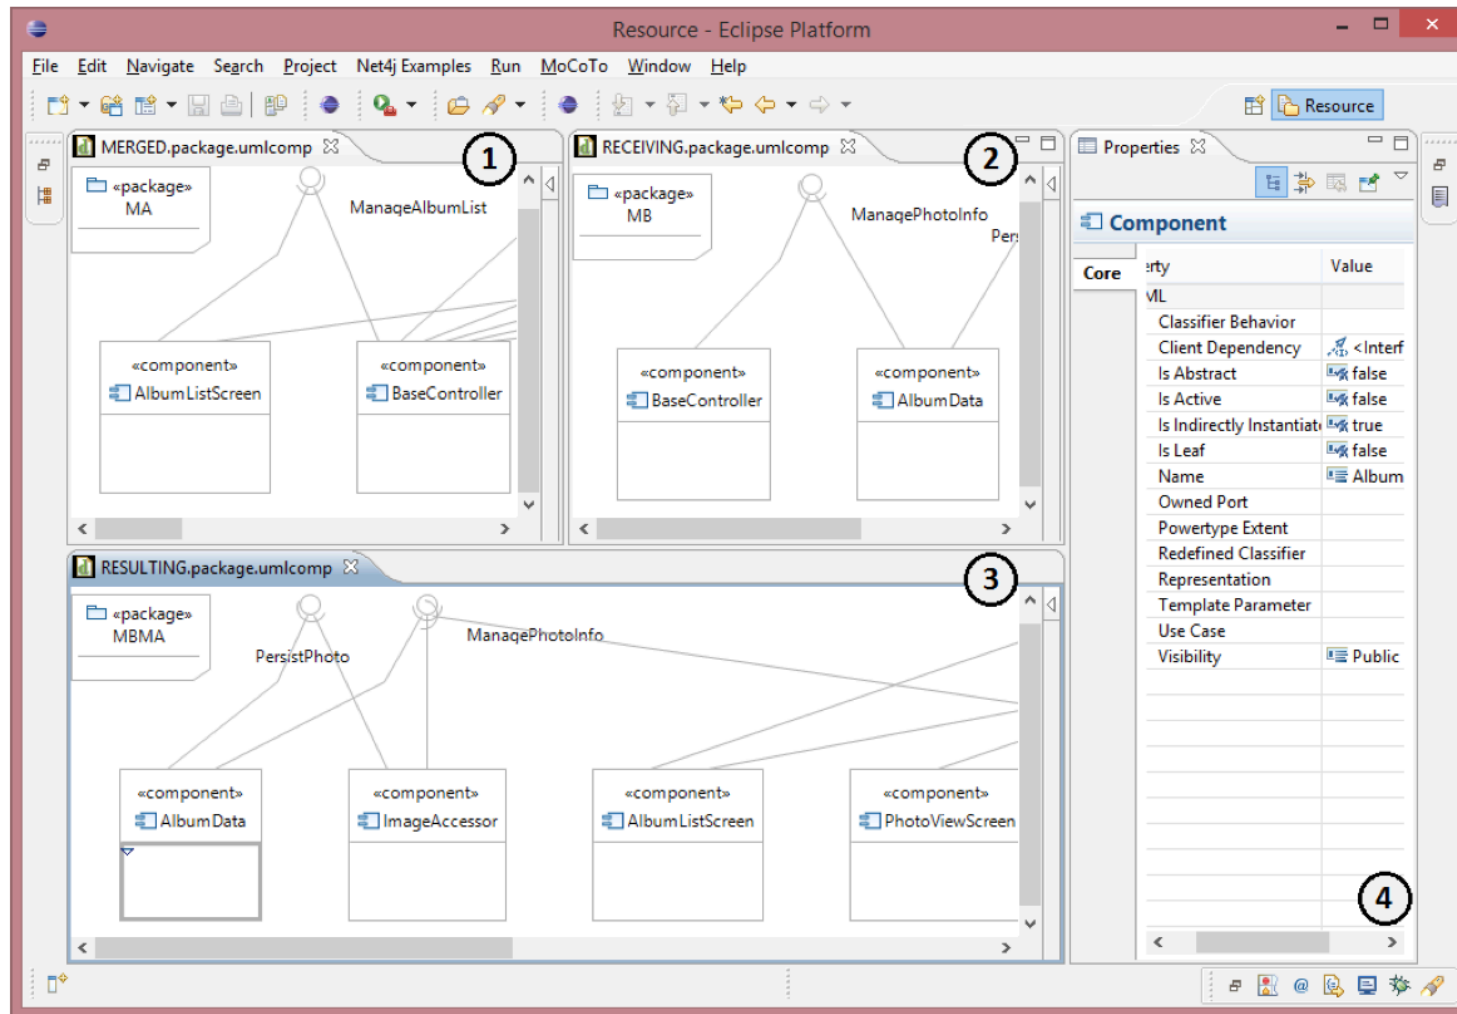 Resource - Eclipse Platform
File Edit Navigate Search Project Net4j Examples Run MoCoTo Window Help
Resource
MERGED.package.umlcomp
1
«package»
MA
ManageAlbumList
«component»
AlbumListScreen
«component»
BaseController
RECEIVING.package.umlcomp
2
«package»
MB
ManagePhotoInfo
Pers
«component»
BaseController
«component»
AlbumData
RESULTING.package.umlcomp
3
«package»
MBMA
PersistPhoto
ManagePhotoInfo
«component»
AlbumData
«component»
ImageAccessor
«component»
AlbumListScreen
«component»
PhotoViewScreen
Properties
Component
Core
erty Value
ML
Classifier Behavior
Client Dependency <Interf
Is Abstract false
Is Active false
Is Indirectly Instantiate true
Is Leaf false
Name Album
Owned Port
Powertype Extent
Redefined Classifier
Representation
Template Parameter
Use Case
Visibility Public
4